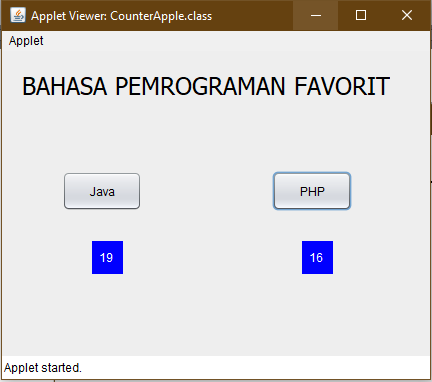 Applet Viewer: CounterApple.class
Applet
BAHASA PEMROGRAMAN FAVORIT
Java PHP
19 16
Applet started.